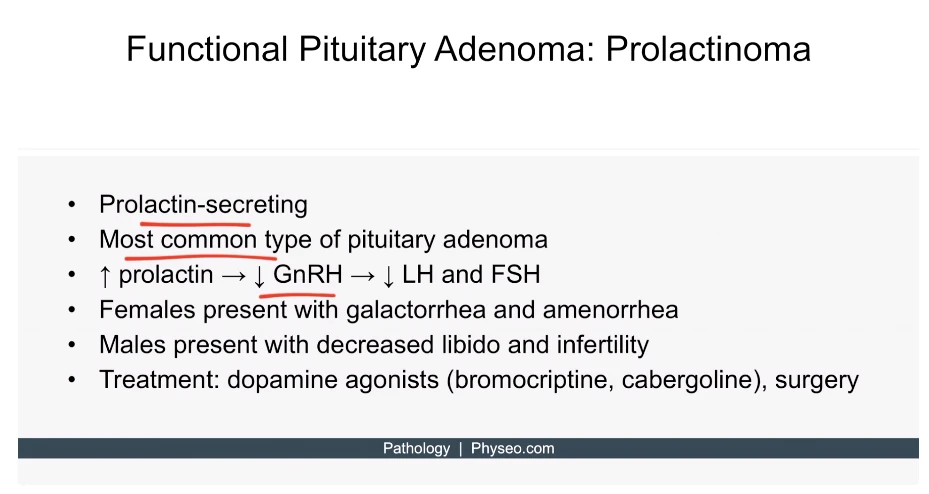 Functional Pituitary Adenoma: Prolactinoma
• Prolactin-secreting
• Most common type of pituitary adenoma
• ↑ prolactin → ↓ GnRH → ↓ LH and FSH
• Females present with galactorrhea and amenorrhea
• Males present with decreased libido and infertility
• Treatment: dopamine agonists (bromocriptine, cabergoline), surgery
Pathology | Physeo.com